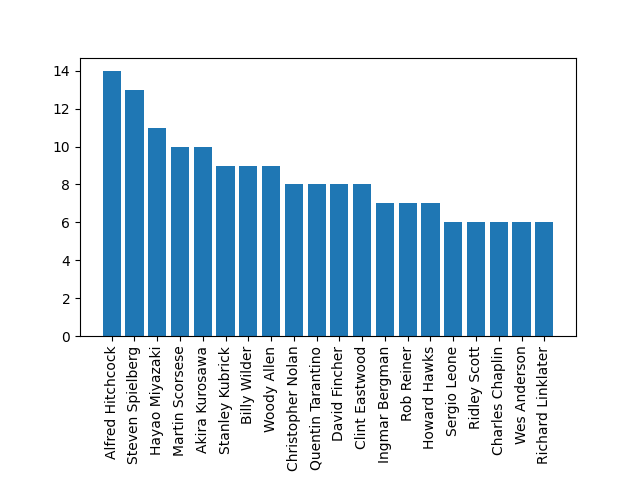 14
12
10
8
6
4
2
0
Alfred Hitchcock
Steven Spielberg
Hayao Miyazaki
Martin Scorsese
Akira Kurosawa
Stanley Kubrick
Billy Wilder
Woody Allen
Christopher Nolan
Quentin Tarantino
David Fincher
Clint Eastwood
Ingmar Bergman
Rob Reiner
Howard Hawks
Sergio Leone
Ridley Scott
Charles Chaplin
Wes Anderson
Richard Linklater